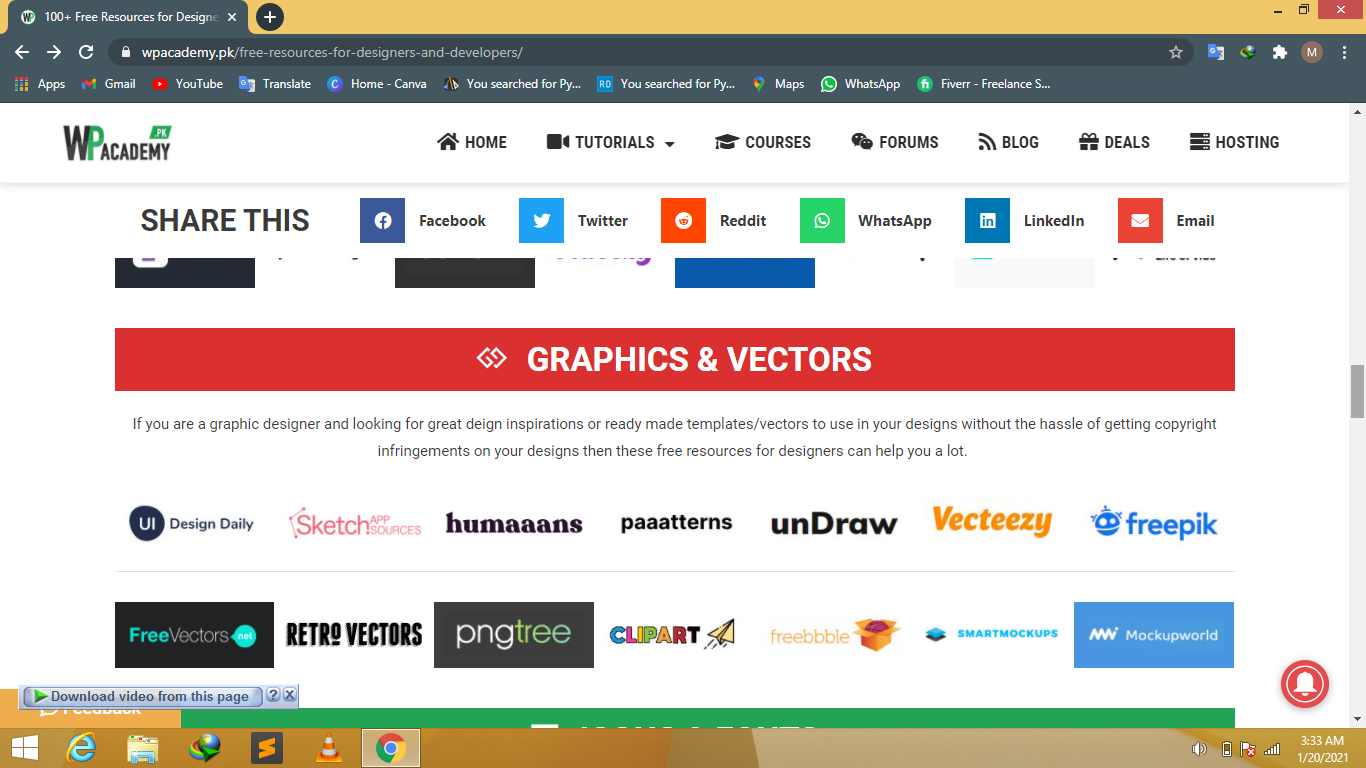 100+ Free Resources for Designe
wpacademy.pk/free-resources-for-designers-and-developers/
M
Apps Gmail YouTube Translate Home - Canva You searched for Py... RD You searched for Py... Maps WhatsApp Fiverr - Freelance S...
WP ACADEMY .PK
HOME TUTORIALS COURSES FORUMS BLOG DEALS HOSTING
SHARE THIS Facebook Twitter Reddit WhatsApp LinkedIn Email
GRAPHICS & VECTORS
If you are a graphic designer and looking for great deign inspirations or ready made templates/vectors to use in your designs without the hassle of getting copyright
infringements on your designs then these free resources for designers can help you a lot.
UI Design Daily Sketch APP SOURCES humaaans paaatterns unDraw Vecteezy freepik
FreeVectors.net RETRO VECTORS pngtree CLIPART freebbble SMARTMOCKUPS Mockupworld
Download video from this page
Feedback
3:33 AM
1/20/2021